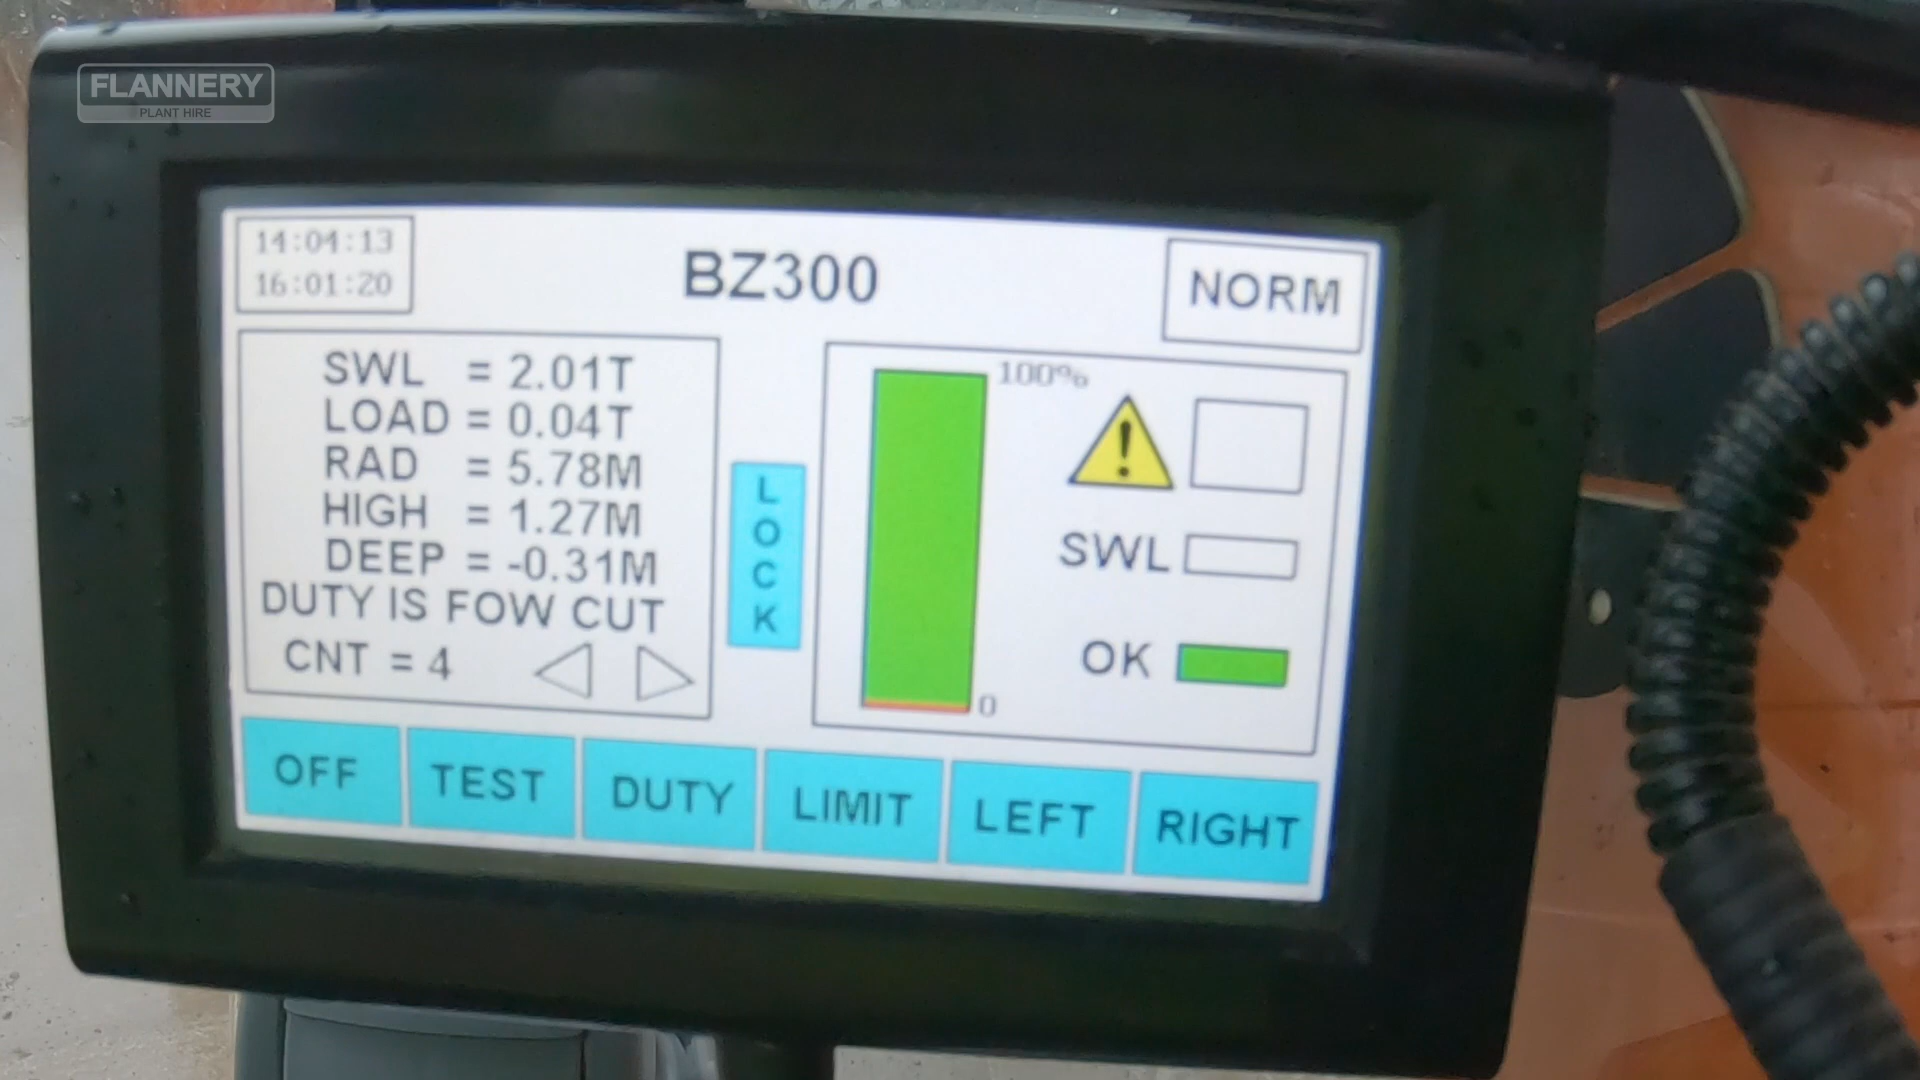 FLANNERY
PLANT HIRE
14:04:13
16:01:20
BZ300
NORM
SWL = 2.01T
LOAD = 0.04T
RAD = 5.78M
HIGH = 1.27M
DEEP = -0.31M
DUTY IS FOW CUT
CNT = 4
LOCK
100%
!
SWL
OK
0
OFF
TEST
DUTY
LIMIT
LEFT
RIGHT